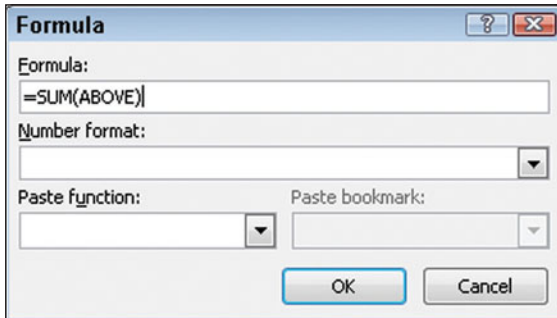 Formula
Formula:
=SUM(ABOVE)
Number format:
Paste function: Paste bookmark:
OK Cancel